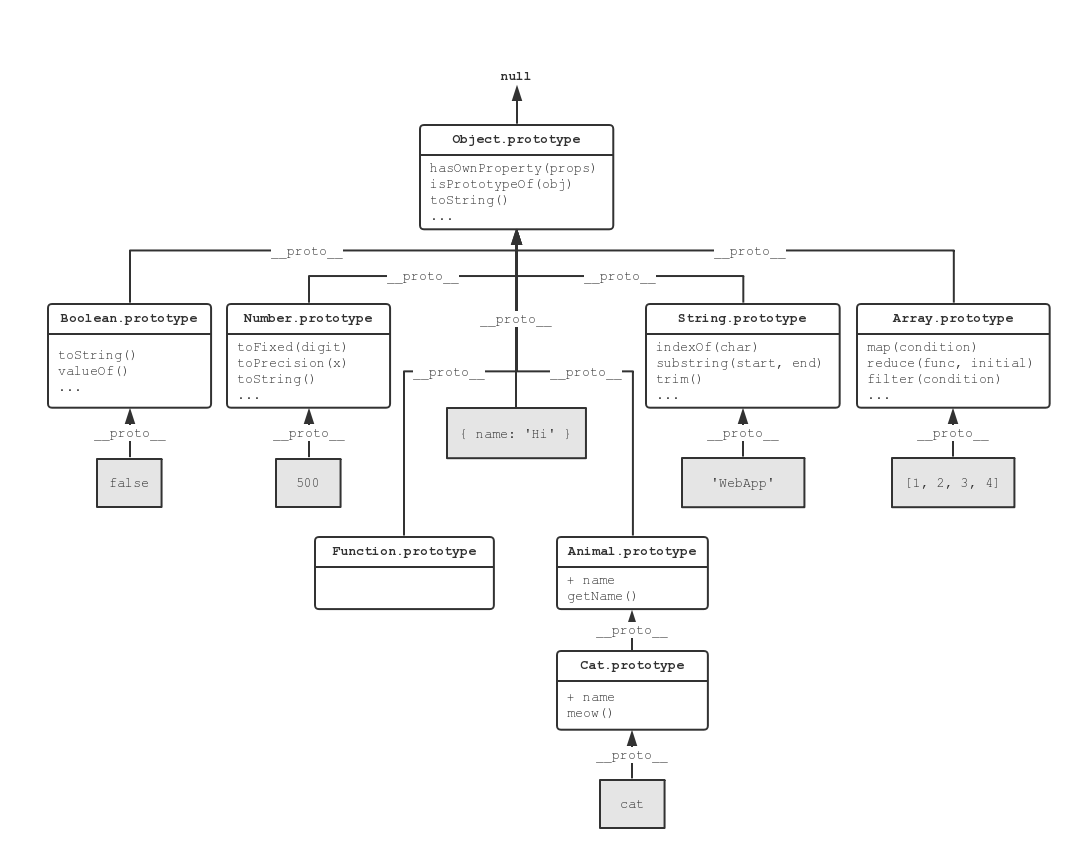 null
Object.prototype
hasOwnProperty(props)
isPrototypeOf(obj)
toString()
...
__proto__
__proto__
__proto__
__proto__
Boolean.prototype
toString()
valueOf()
...
Number.prototype
toFixed(digit)
toPrecision(x)
toString()
...
__proto__
String.prototype
indexOf(char)
substring(start, end)
trim()
...
Array.prototype
map(condition)
reduce(func, initial)
filter(condition)
...
__proto__
__proto__
__proto__
__proto__
{ name: 'Hi' }
__proto__
__proto__
false
500
'WebApp'
[1, 2, 3, 4]
Function.prototype
Animal.prototype
+ name
getName()
__proto__
Cat.prototype
+ name
meow()
__proto__
cat